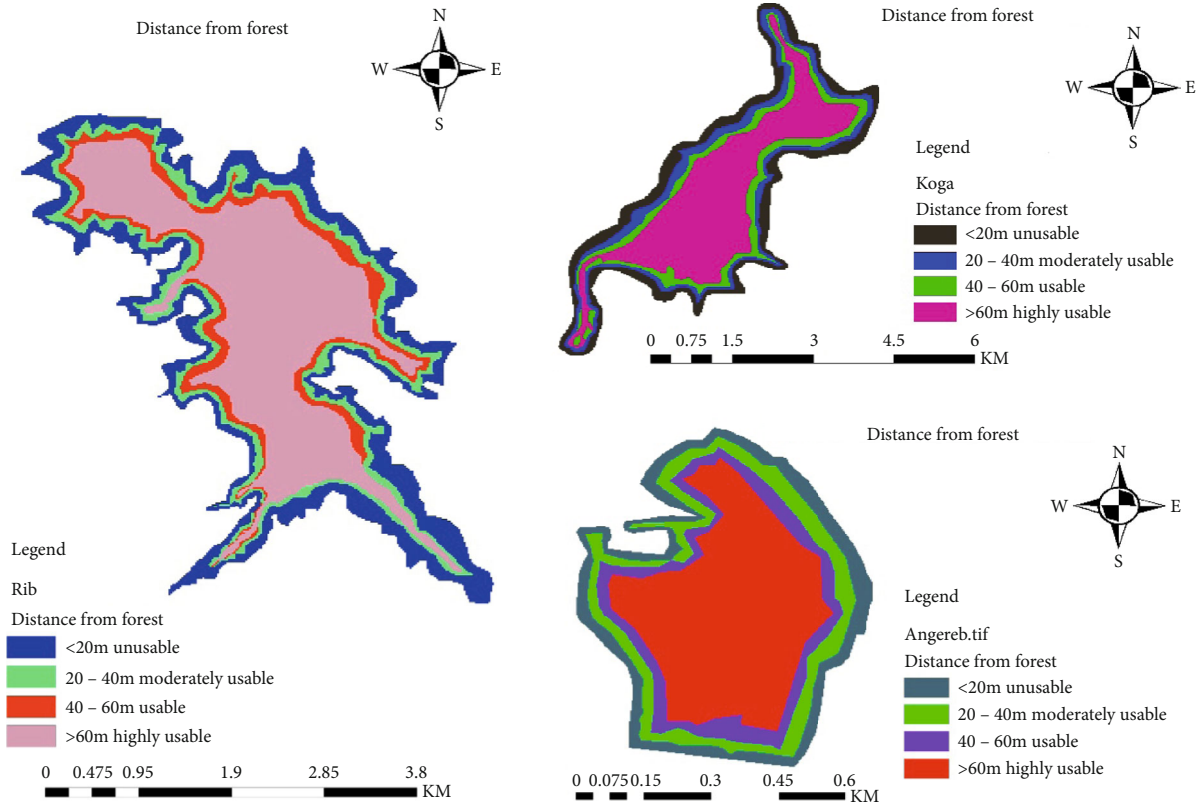 Distance from forest
N
W
E
S
Legend
Rib
Distance from forest
<20m unusable
20 – 40m moderately usable
40 – 60m usable
>60m highly usable
0 0.475 0.95 1.9 2.85 3.8
KM
Distance from forest
N
W
E
S
Legend
Koga
Distance from forest
<20m unusable
20 – 40m moderately usable
40 – 60m usable
>60m highly usable
0 0.75 1.5 3 4.5 6
KM
Distance from forest
N
W
E
S
Legend
Angereb.tif
Distance from forest
<20m unusable
20 – 40m moderately usable
40 – 60m usable
>60m highly usable
0 0.075 0.15 0.3 0.45 0.6
KM